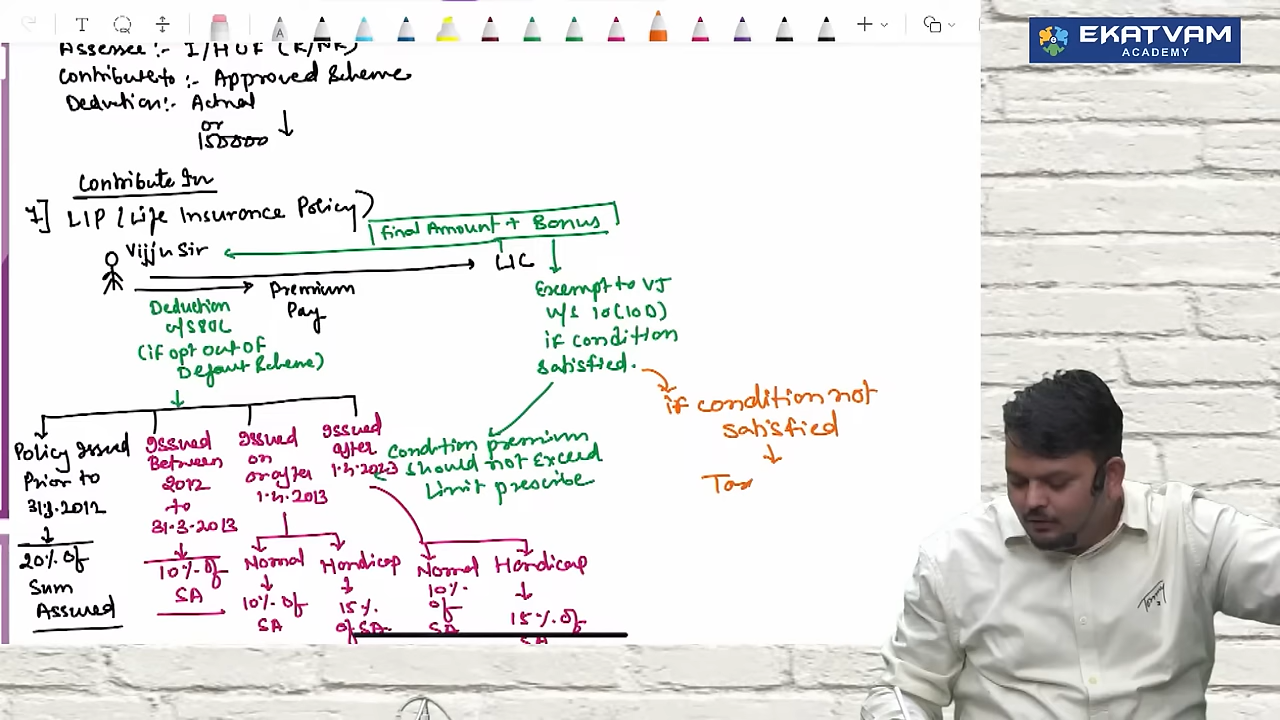 EKATVAM
ACADEMY
Assessee :- I/HUF (R/NR)
Contribute to :- Approved Scheme
Deduction :- Actual
or
150000
Contribute In
1] LIP (Life Insurance Policy)
Final Amount + Bonus
Vijju Sir
LIC
Premium
Pay
Deduction
u/s 80C
(if opt out of
Default Scheme)
Exempt to VJ
u/s 10(10D)
if condition
satisfied.
if condition not
satisfied
Tax
Condition premium
should not Exceed
Limit prescibe
Policy Issued
Prior to
31.3.2012
20% of
Sum
Assured
Issued
Between
2012
to
31-3-2013
10% of
SA
Issued
on
or after
1.4.2013
Normal
10% of
SA
Handicap
15%
of SA.
Issued
after
1.4.2023
Normal
10%
of
SA
Handicap
15% of
SA